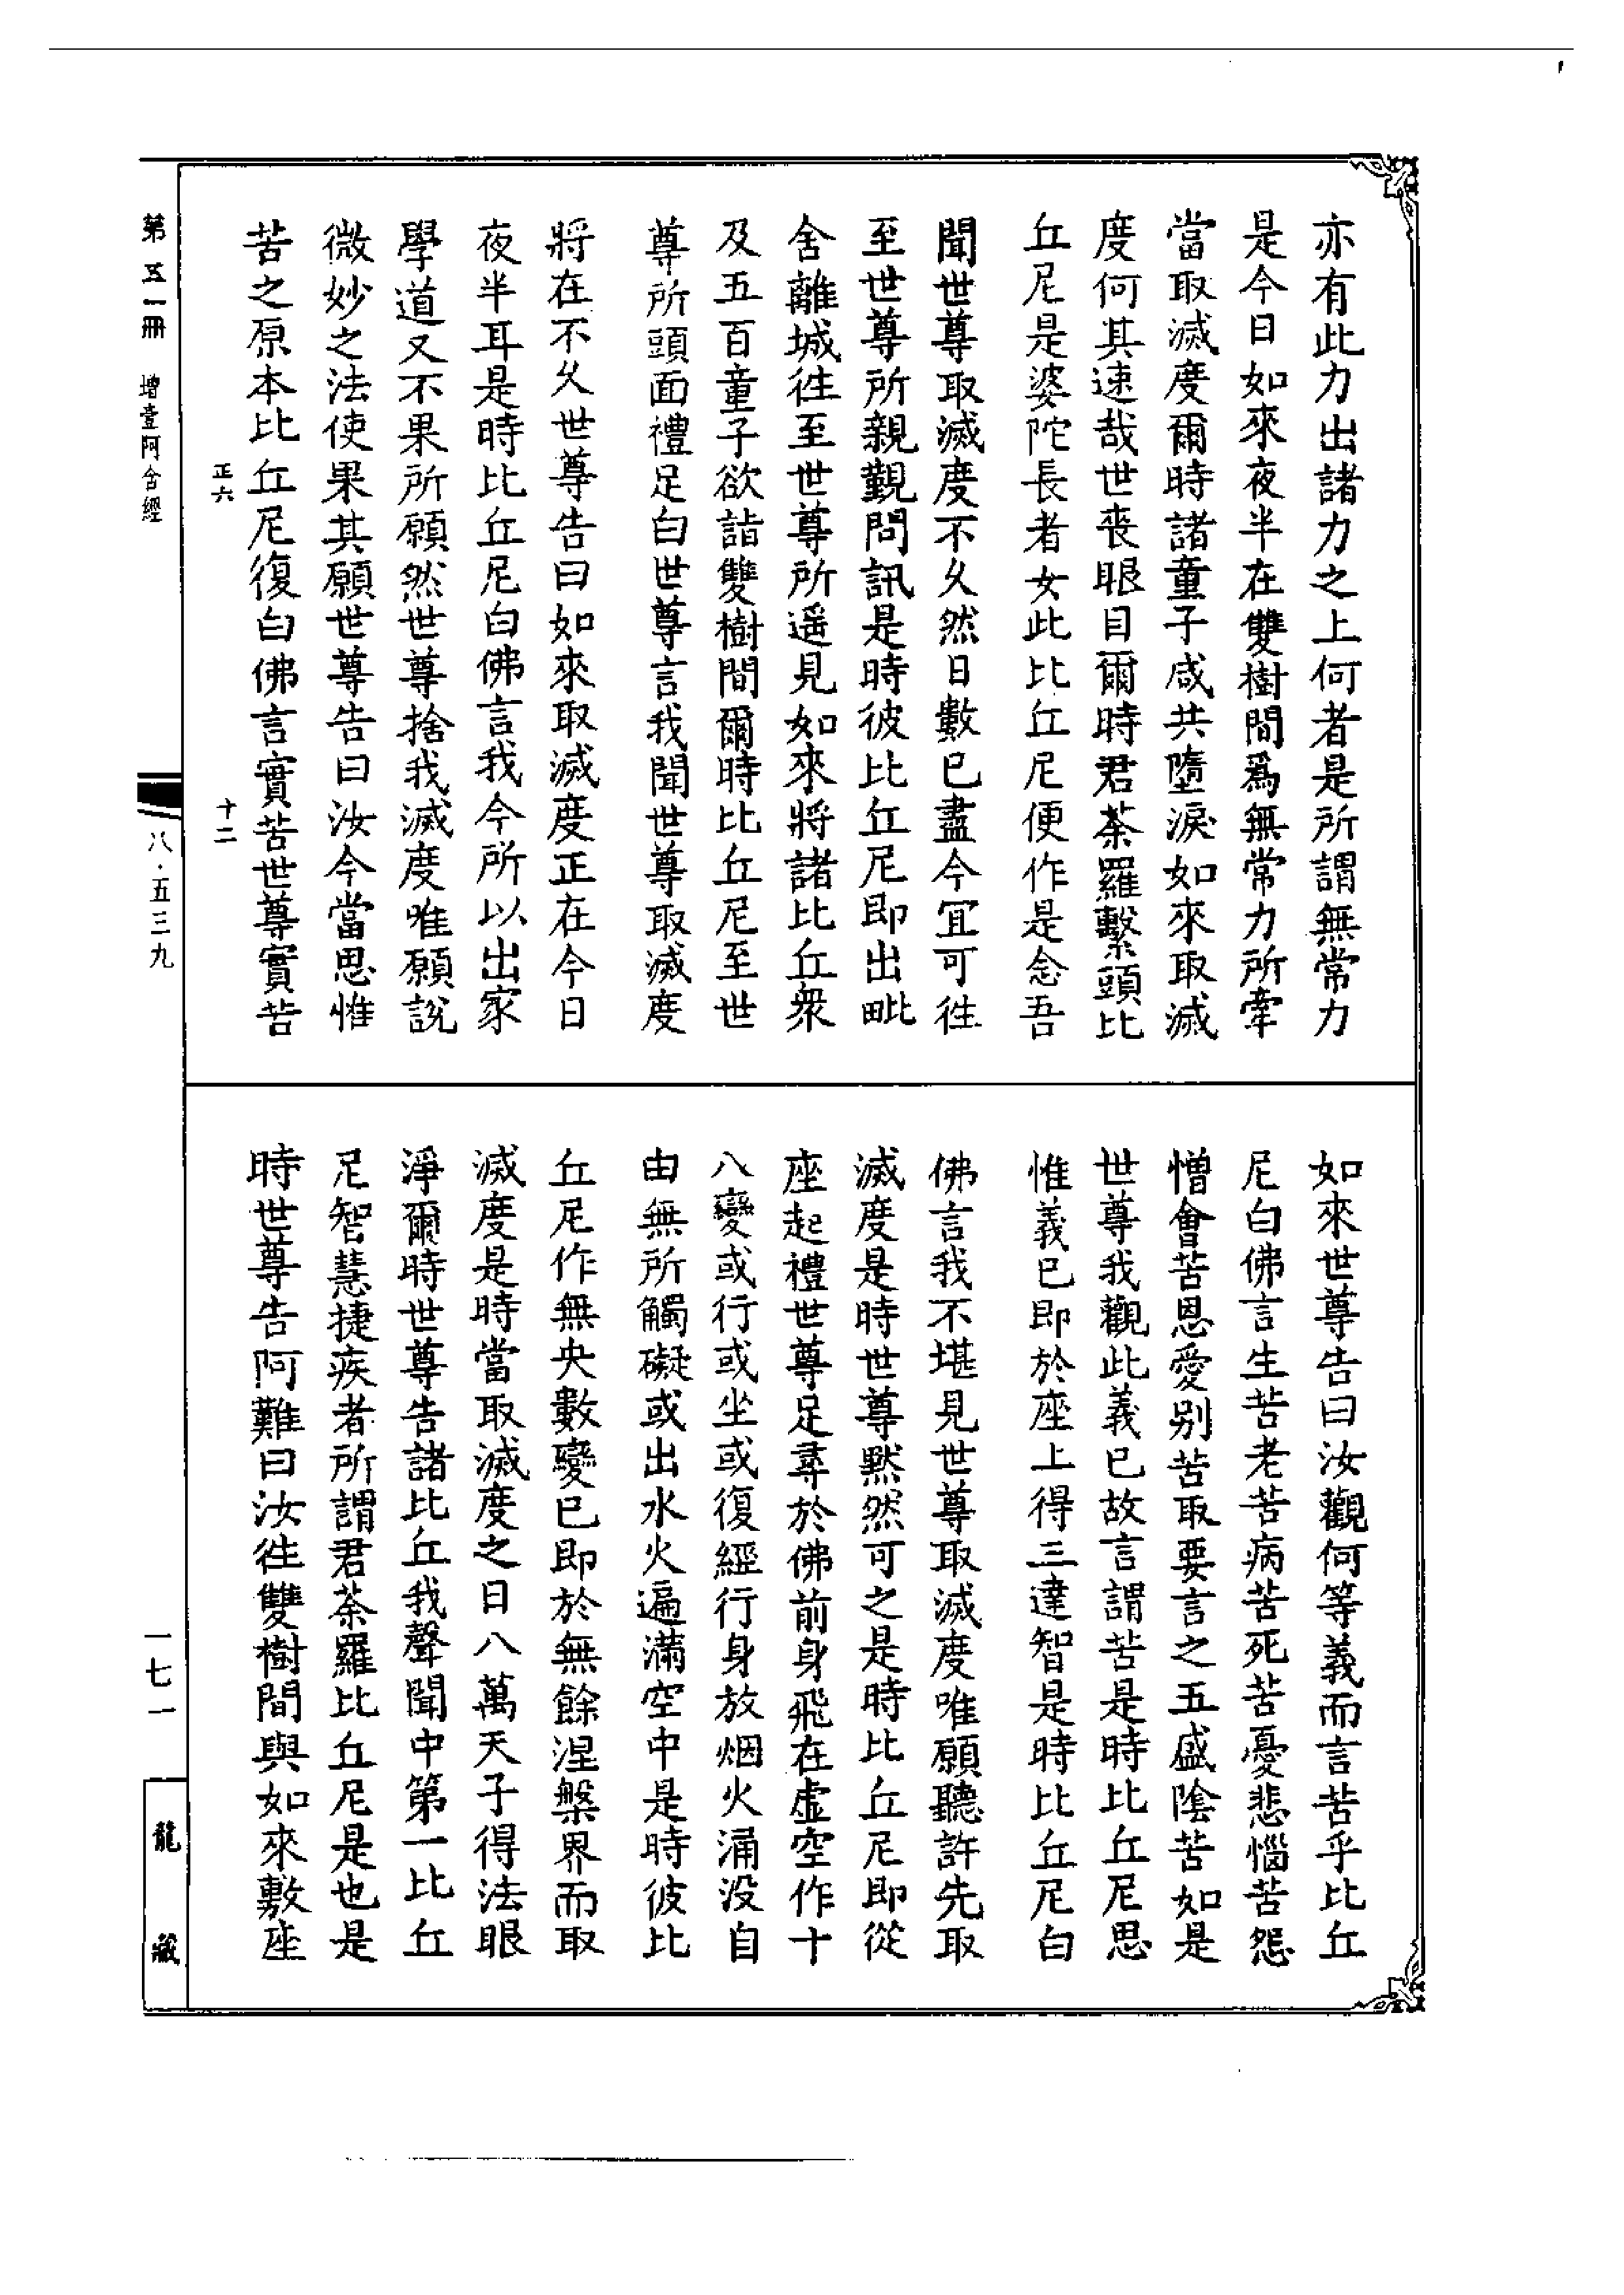 亦有此力出諸力之上何者是所謂無常力
是今日如來夜半在雙樹間爲無常力所牽
當取滅度爾時諸童子咸共墮淚如來取滅
度何其速哉世喪眼目爾時君荼羅繫頭比
丘尼是婆陀長者女此比丘尼便作是念吾
聞世尊取滅度不久然日數已盡今宜可往
至世尊所親覲問訊是時彼比丘尼即出毗
舍離城往至世尊所遥見如來將諸比丘衆
及五百童子欲詣雙樹間爾時比丘尼至世
尊所頭面禮足白世尊言我聞世尊取滅度
將在不久世尊告曰如來取滅度正在今日
夜半耳是時比丘尼白佛言我今所以出家
學道又不果所願然世尊捨我滅度唯願說
微妙之法使果其願世尊告曰汝今當思惟
苦之原本比丘尼復白佛言實苦世尊實苦
正六 十二
如來世尊告曰汝觀何等義而言苦乎比丘
尼白佛言生苦老苦病苦死苦憂悲惱苦怨
憎會苦恩愛別苦取要言之五盛陰苦如是
世尊我觀此義已故言謂苦是時比丘尼思
惟義已即於座上得三達智是時比丘尼白
佛言我不堪見世尊取滅度唯願聽許先取
滅度是時世尊黙然可之是時比丘尼即從
座起禮世尊足尋於佛前身飛在虚空作十
八變或行或坐或復經行身放烟火涌没自
由無所觸礙或出水火遍滿空中是時彼比
丘尼作無央數變已即於無餘涅槃界而取
滅度是時當取滅度之日八萬天子得法眼
淨爾時世尊告諸比丘我聲聞中第一比丘
尼智慧捷疾者所謂君荼羅比丘尼是也是
時世尊告阿難曰汝往雙樹間與如來敷座
第五一冊 增壹阿含經
八·五三九
一七一
龍藏